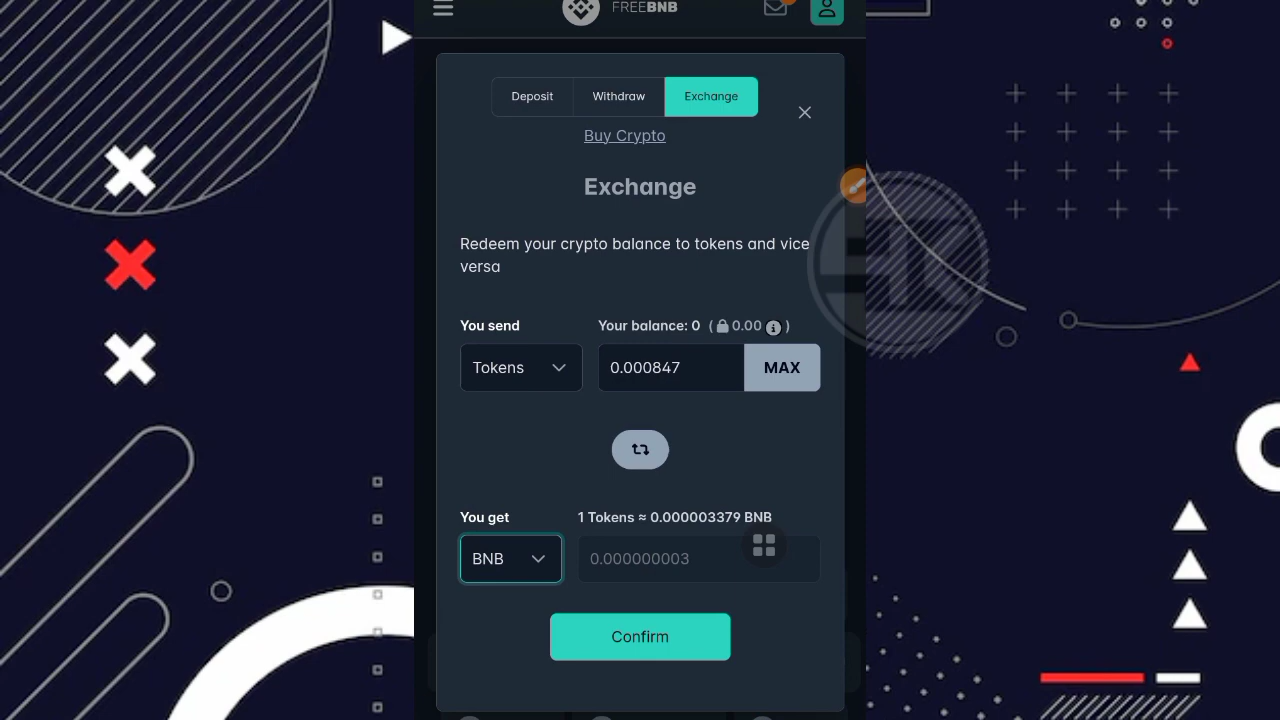 FREEBNB
Deposit
Withdraw
Exchange
Buy Crypto
Exchange
Redeem your crypto balance to tokens and vice
versa
You send
Your balance: 0 ( 0.00 )
Tokens
0.000847
MAX
You get
1 Tokens ≈ 0.000003379 BNB
BNB
0.000000003
Confirm